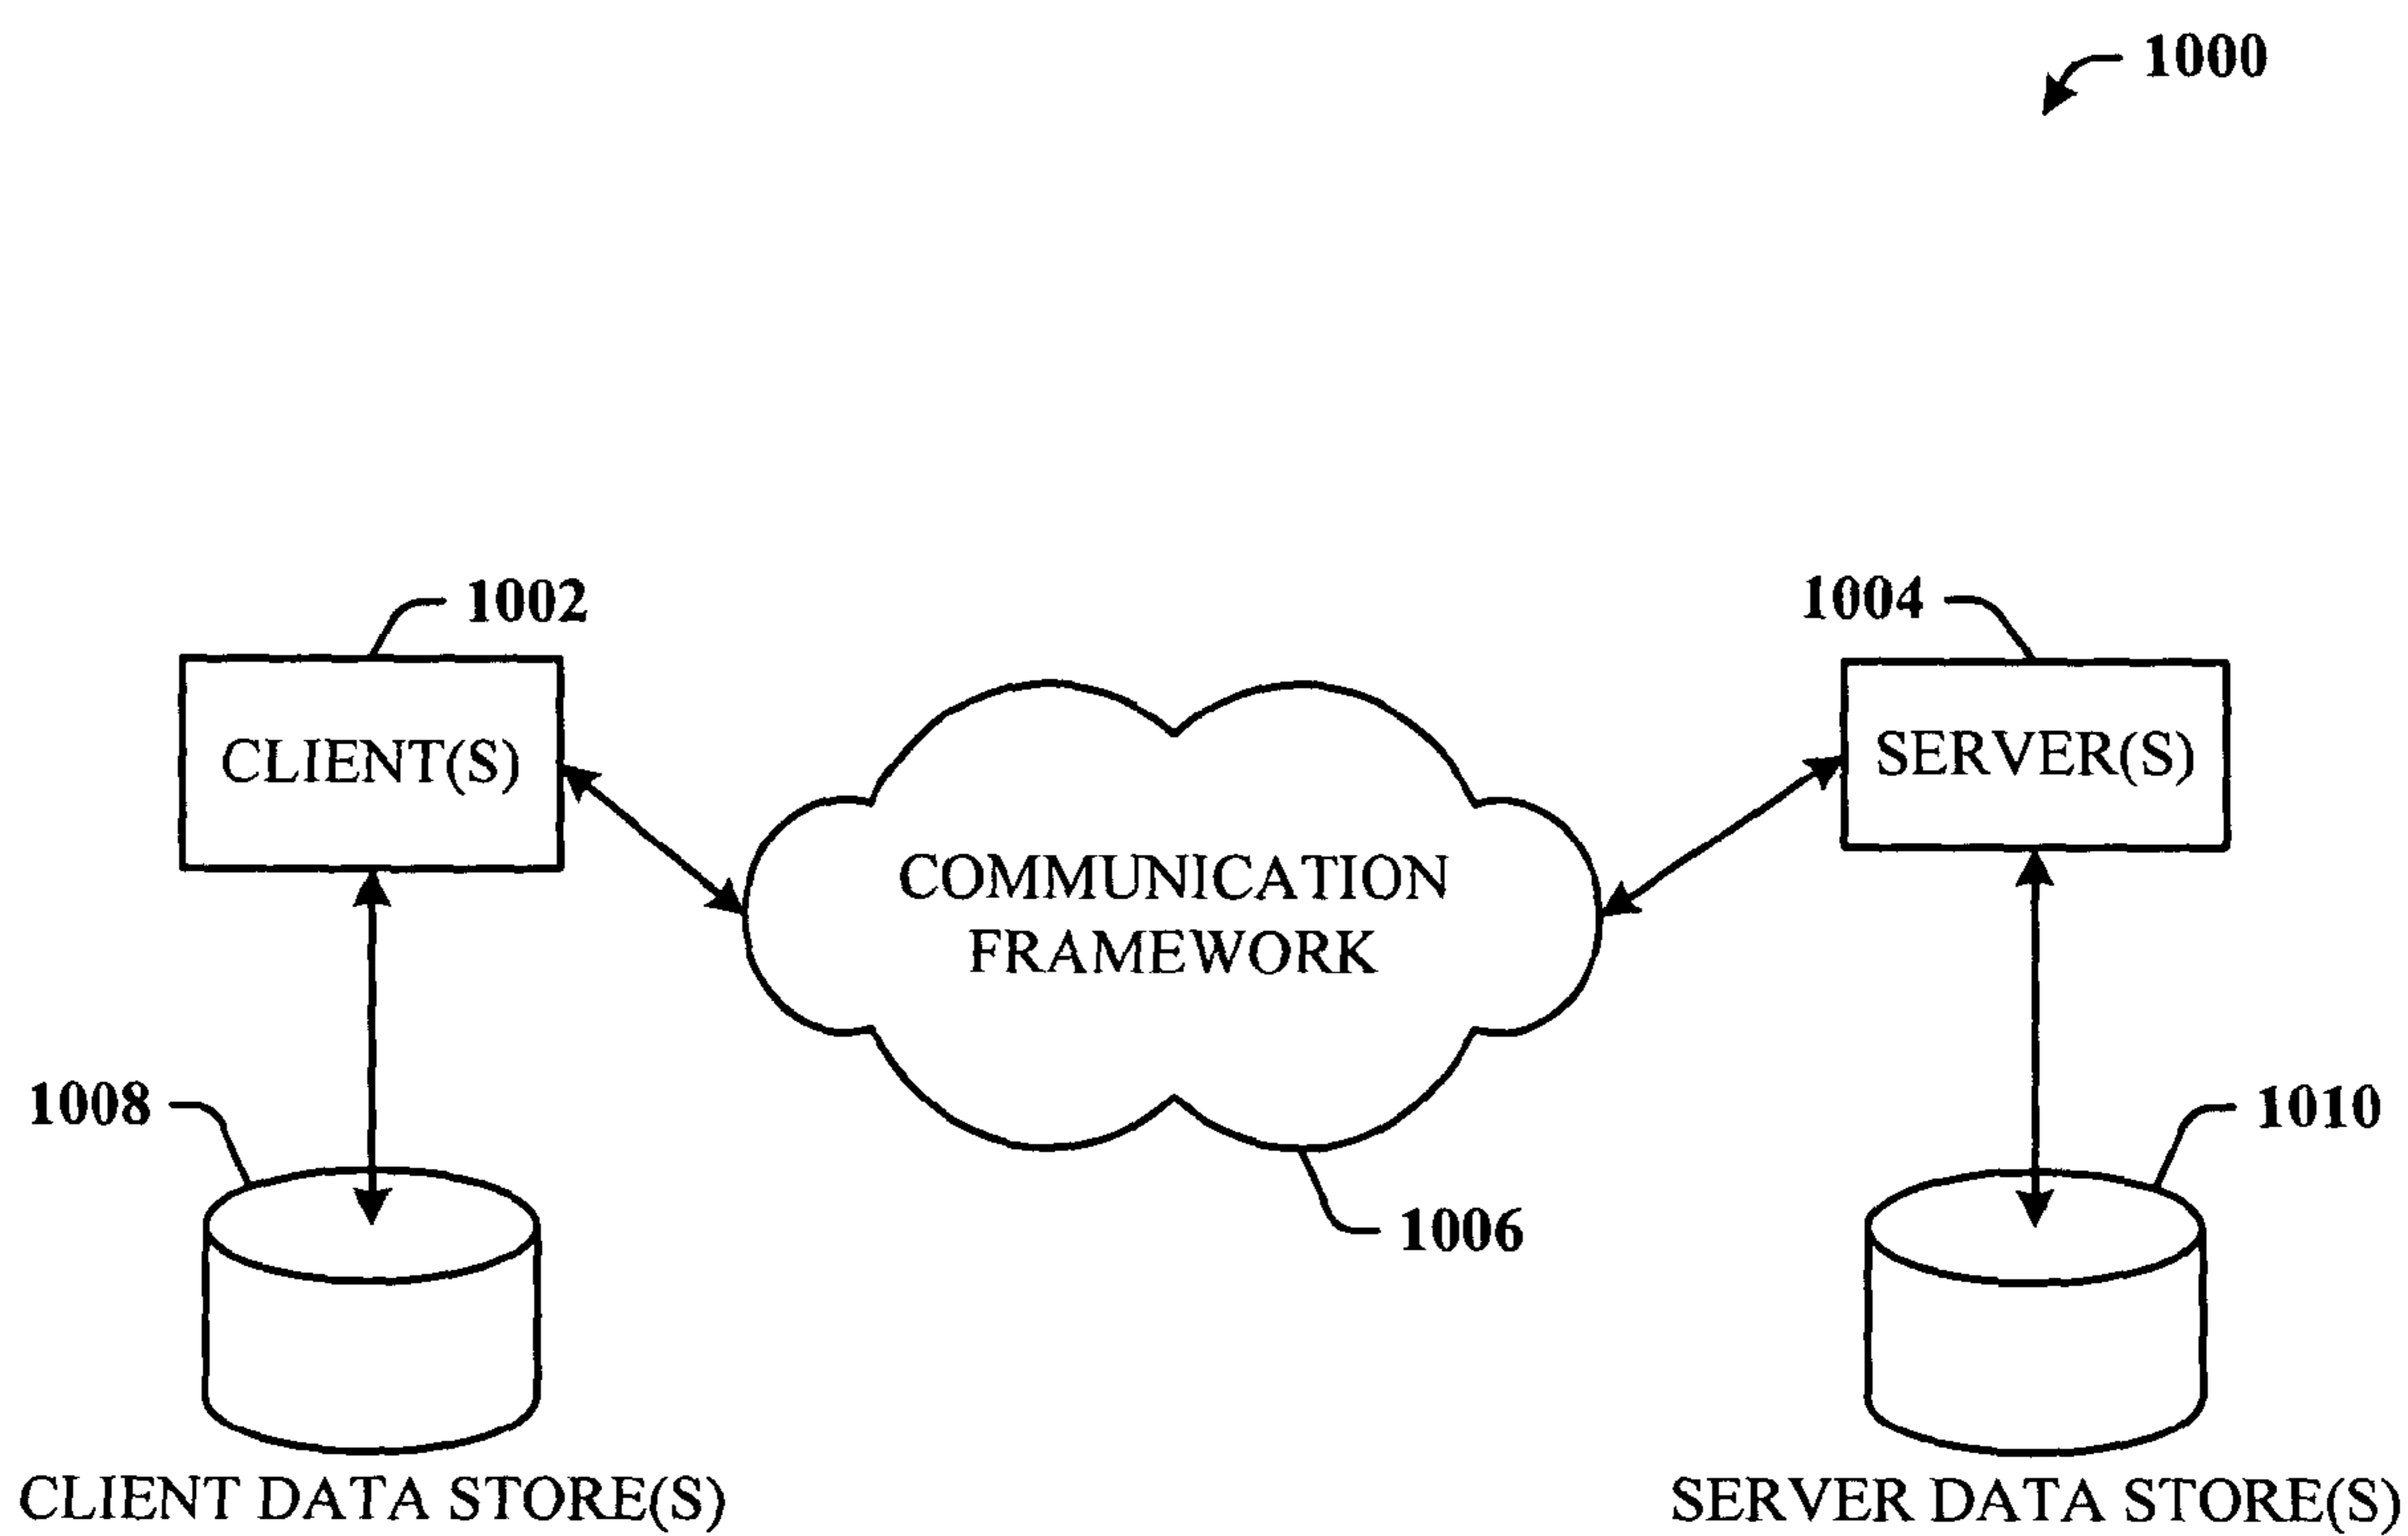 1000
1002
1004
CLIENT(S)
SERVER(S)
COMMUNICATION
FRAMEWORK
1008
1010
1006
CLIENT DATA STORE(S)
SERVER DATA STORE(S)